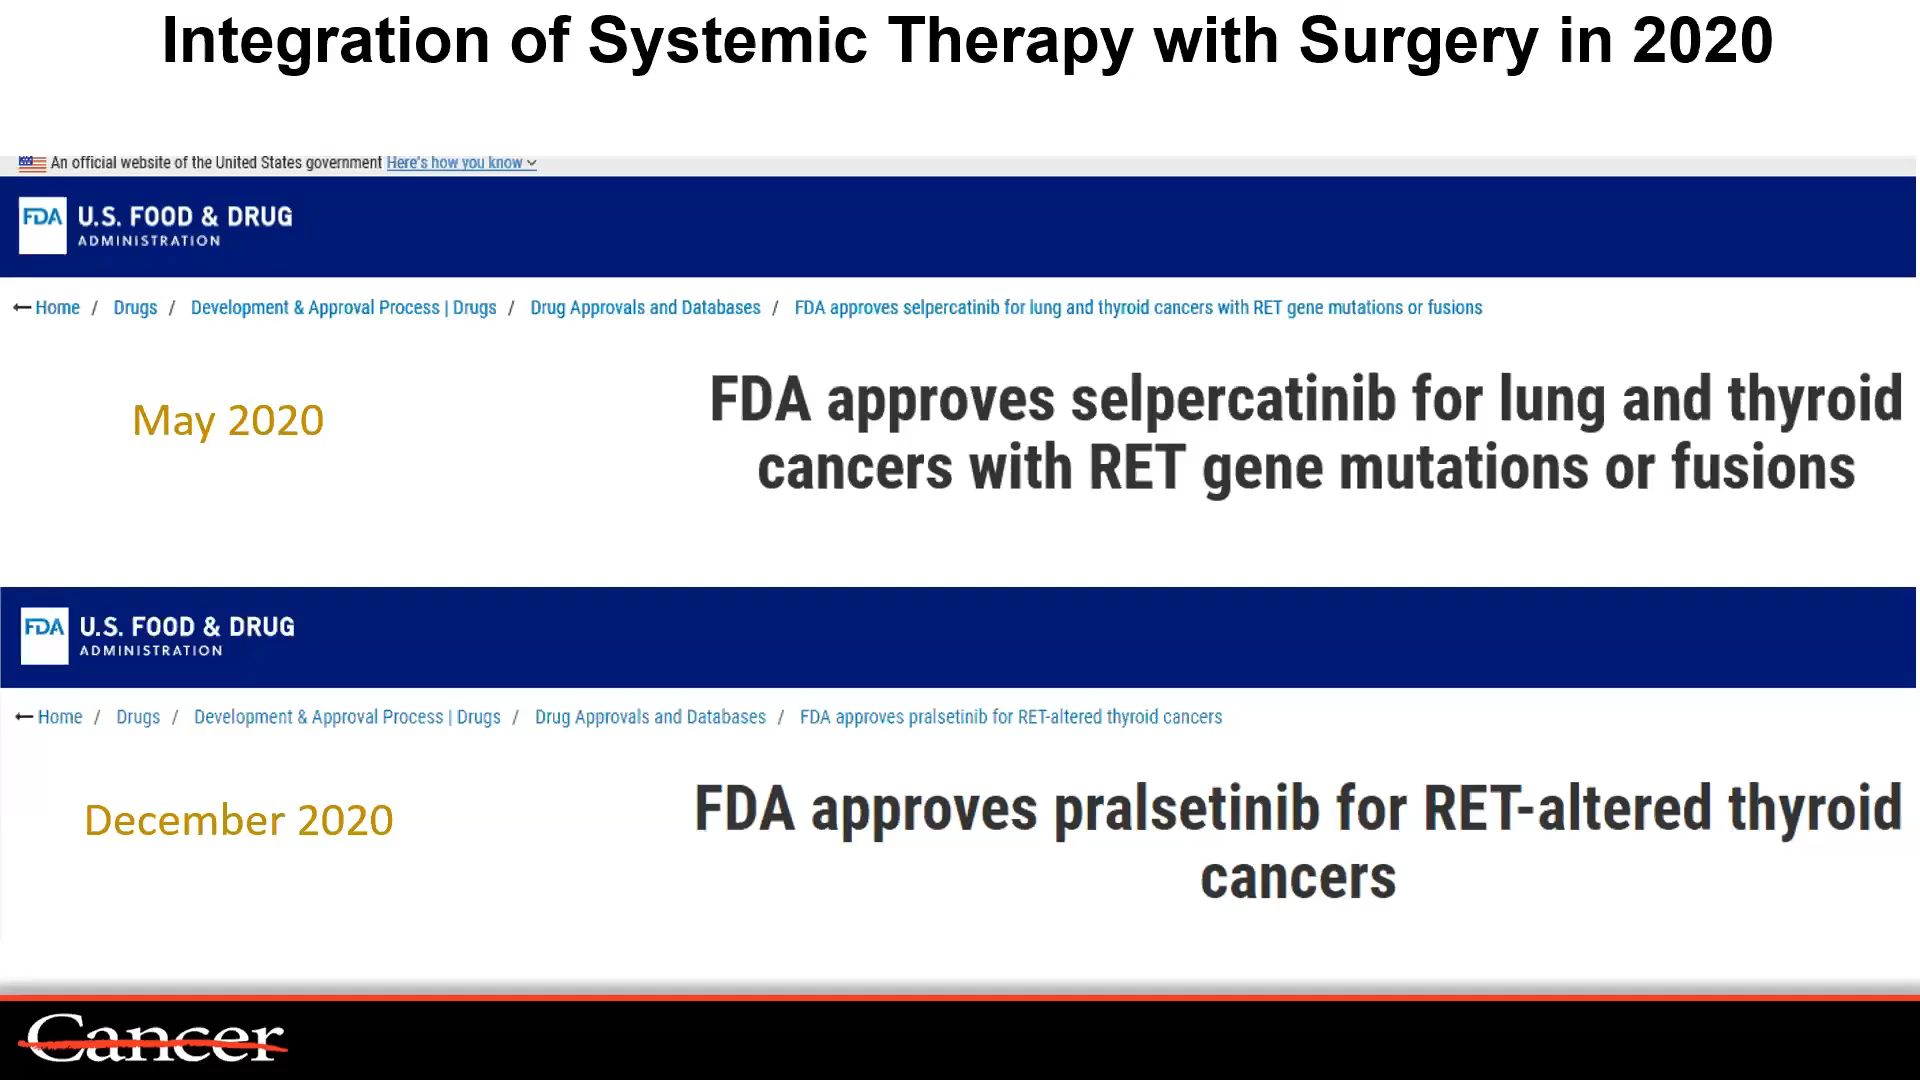 Integration of Systemic Therapy with Surgery in 2020
An official website of the United States government Here's how you know
FDA U.S. FOOD & DRUG
ADMINISTRATION
Home / Drugs / Development & Approval Process | Drugs / Drug Approvals and Databases / FDA approves selpercatinib for lung and thyroid cancers with RET gene mutations or fusions
May 2020
FDA approves selpercatinib for lung and thyroid
cancers with RET gene mutations or fusions
FDA U.S. FOOD & DRUG
ADMINISTRATION
Home / Drugs / Development & Approval Process | Drugs / Drug Approvals and Databases / FDA approves pralsetinib for RET-altered thyroid cancers
December 2020
FDA approves pralsetinib for RET-altered thyroid
cancers
Cancer